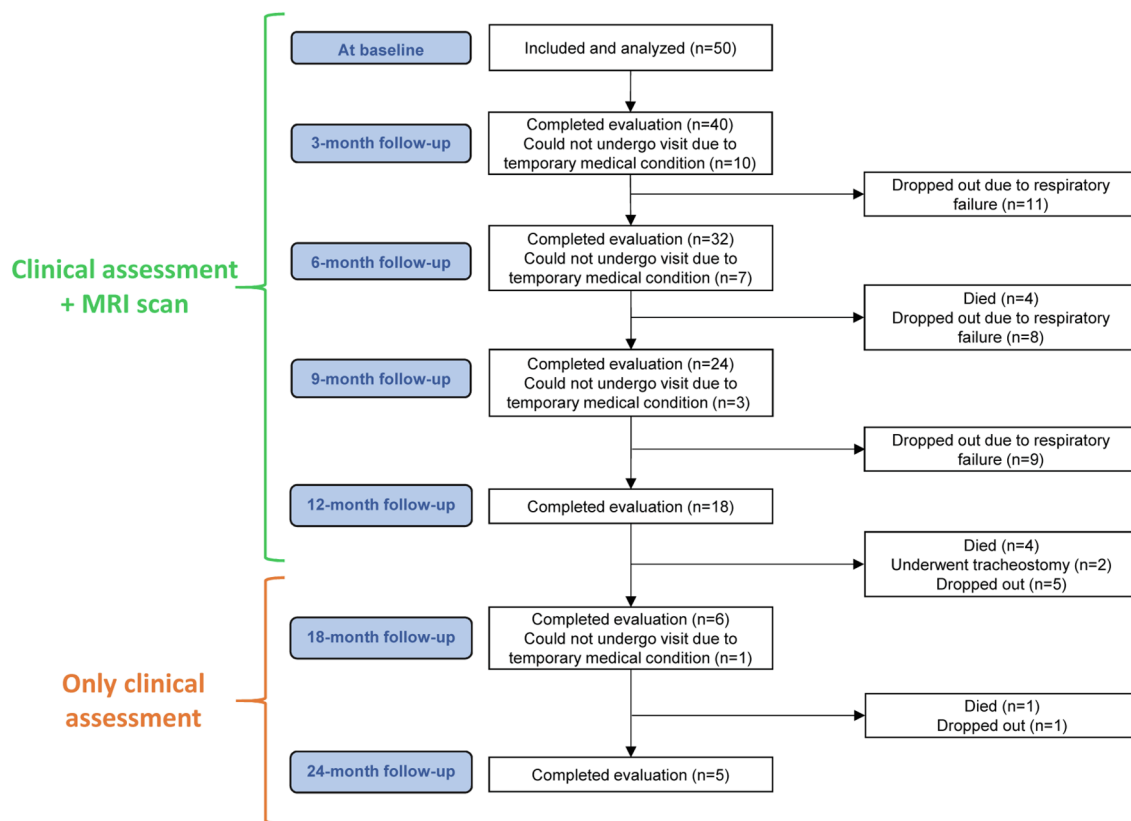 At baseline
Included and analyzed (n=50)
3-month follow-up
Completed evaluation (n=40)
Could not undergo visit due to
temporary medical condition (n=10)
Dropped out due to respiratory
failure (n=11)
Clinical assessment
+ MRI scan
6-month follow-up
Completed evaluation (n=32)
Could not undergo visit due to
temporary medical condition (n=7)
Died (n=4)
Dropped out due to respiratory
failure (n=8)
9-month follow-up
Completed evaluation (n=24)
Could not undergo visit due to
temporary medical condition (n=3)
Dropped out due to respiratory
failure (n=9)
12-month follow-up
Completed evaluation (n=18)
Died (n=4)
Underwent tracheostomy (n=2)
Dropped out (n=5)
Only clinical
assessment
18-month follow-up
Completed evaluation (n=6)
Could not undergo visit due to
temporary medical condition (n=1)
Died (n=1)
Dropped out (n=1)
24-month follow-up
Completed evaluation (n=5)